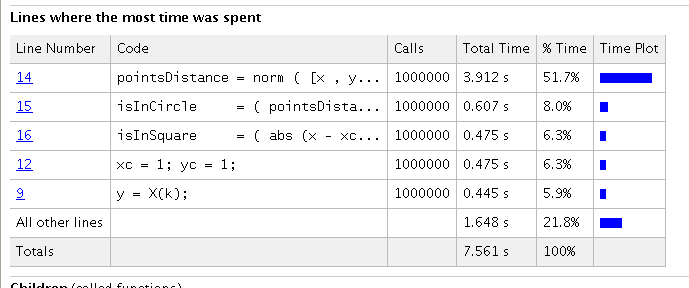 Lines where the most time was spent
Line Number Code Calls Total Time % Time Time Plot
14 pointsDistance = norm ( [x , y... 1000000 3.912 s 51.7%
15 isInCircle = ( pointsDista... 1000000 0.607 s 8.0%
16 isInSquare = ( abs (x - xc... 1000000 0.475 s 6.3%
12 xc = 1; yc = 1; 1000000 0.475 s 6.3%
9 y = X(k); 1000000 0.445 s 5.9%
All other lines 1.648 s 21.8%
Totals 7.561 s 100%
Children (called functions)